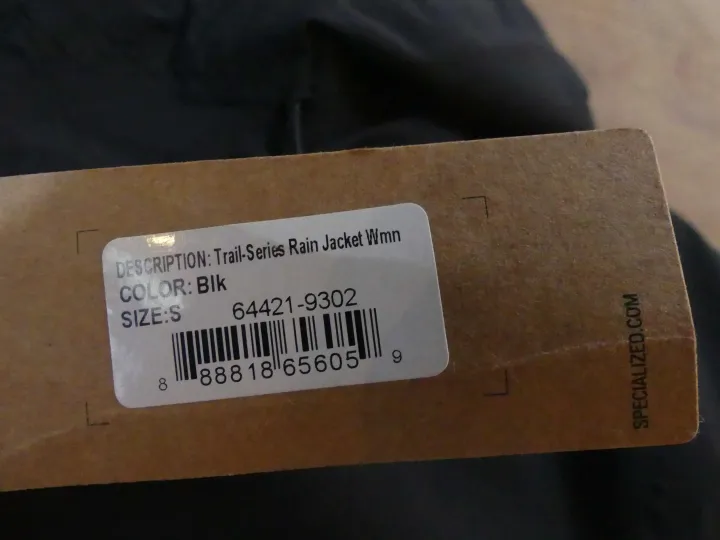 DESCRIPTION: Trail-Series Rain Jacket Wmn
COLOR: Blk
SIZE:S 64421-9302
8 88818 65605 9
SPECIALIZED.COM